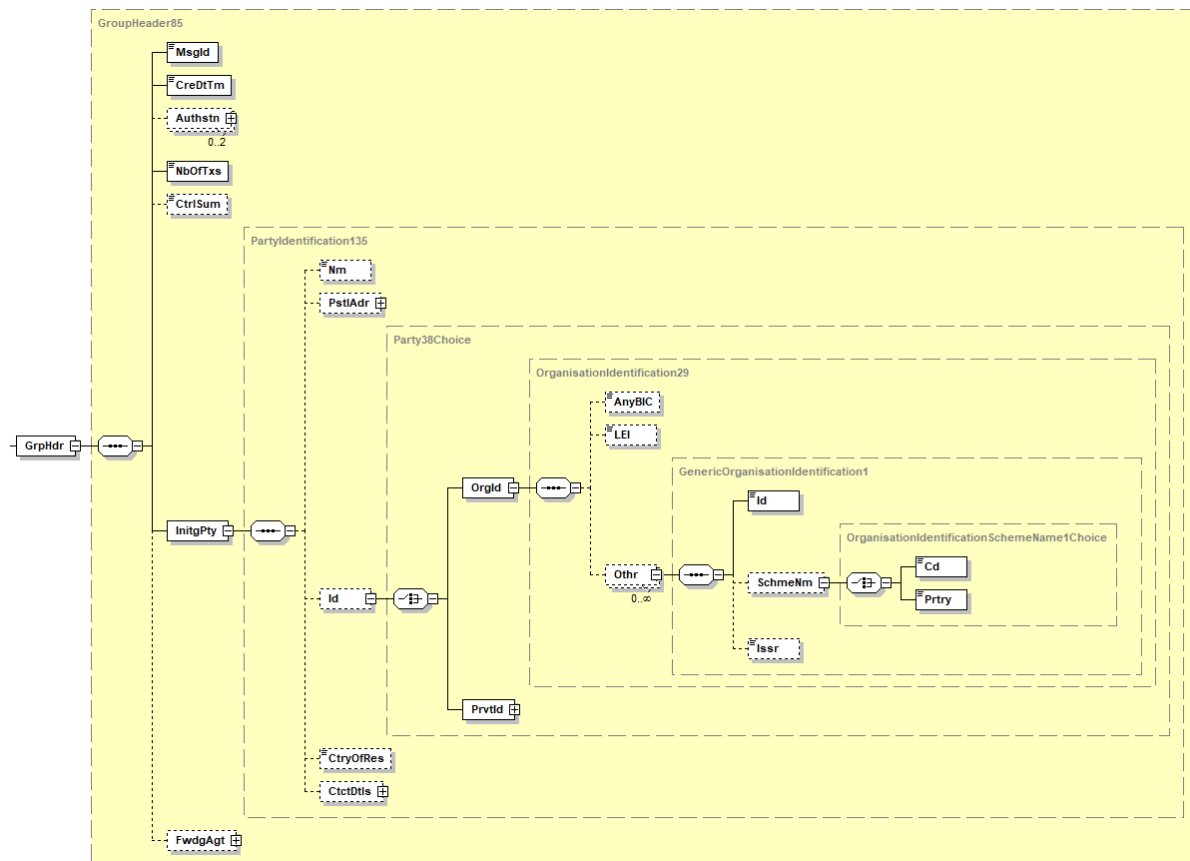 GroupHeader85
MsgId
CreDtTm
Authstn
0..2
NbOfTxs
CtrlSum
PartyIdentification135
Nm
PstlAdr
Party38Choice
OrganisationIdentification29
AnyBIC
LEI
GrpHdr
GenericOrganisationIdentification1
OrgId
Id
InitgPty
OrganisationIdentificationSchemeName1Choice
Cd
Othr
0..∞
SchmeNm
Id
Prtry
Issr
PrvtId
CtryOfRes
CtctDtls
FwdgAgt